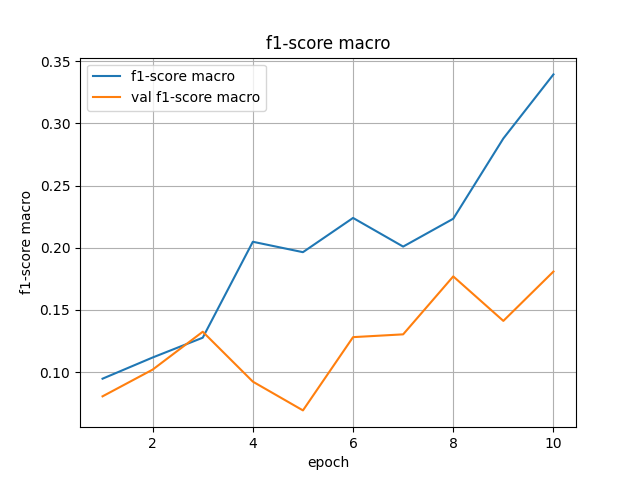 f1-score macro
f1-score macro
val f1-score macro
0.35
0.30
0.25
0.20
0.15
0.10
f1-score macro
2 4 6 8 10
epoch